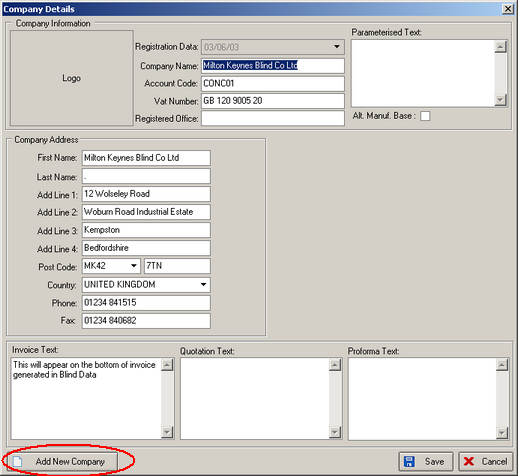 Company Details
Company Information
Logo
Registration Data: 03/06/03
Company Name: Milton Keynes Blind Co Ltd
Account Code: CONC01
Vat Number: GB 120 9005 20
Registered Office:
Parameterised Text:
Alt. Manuf. Base :
Company Address
First Name: Milton Keynes Blind Co Ltd
Last Name: .
Add Line 1: 12 Wolseley Road
Add Line 2: Woburn Road Industrial Estate
Add Line 3: Kempston
Add Line 4: Bedfordshire
Post Code: MK42 7TN
Country: UNITED KINGDOM
Phone: 01234 841515
Fax: 01234 840682
Invoice Text:
This will appear on the bottom of invoice
generated in Blind Data
Quotation Text:
Proforma Text:
Add New Company
Save
Cancel